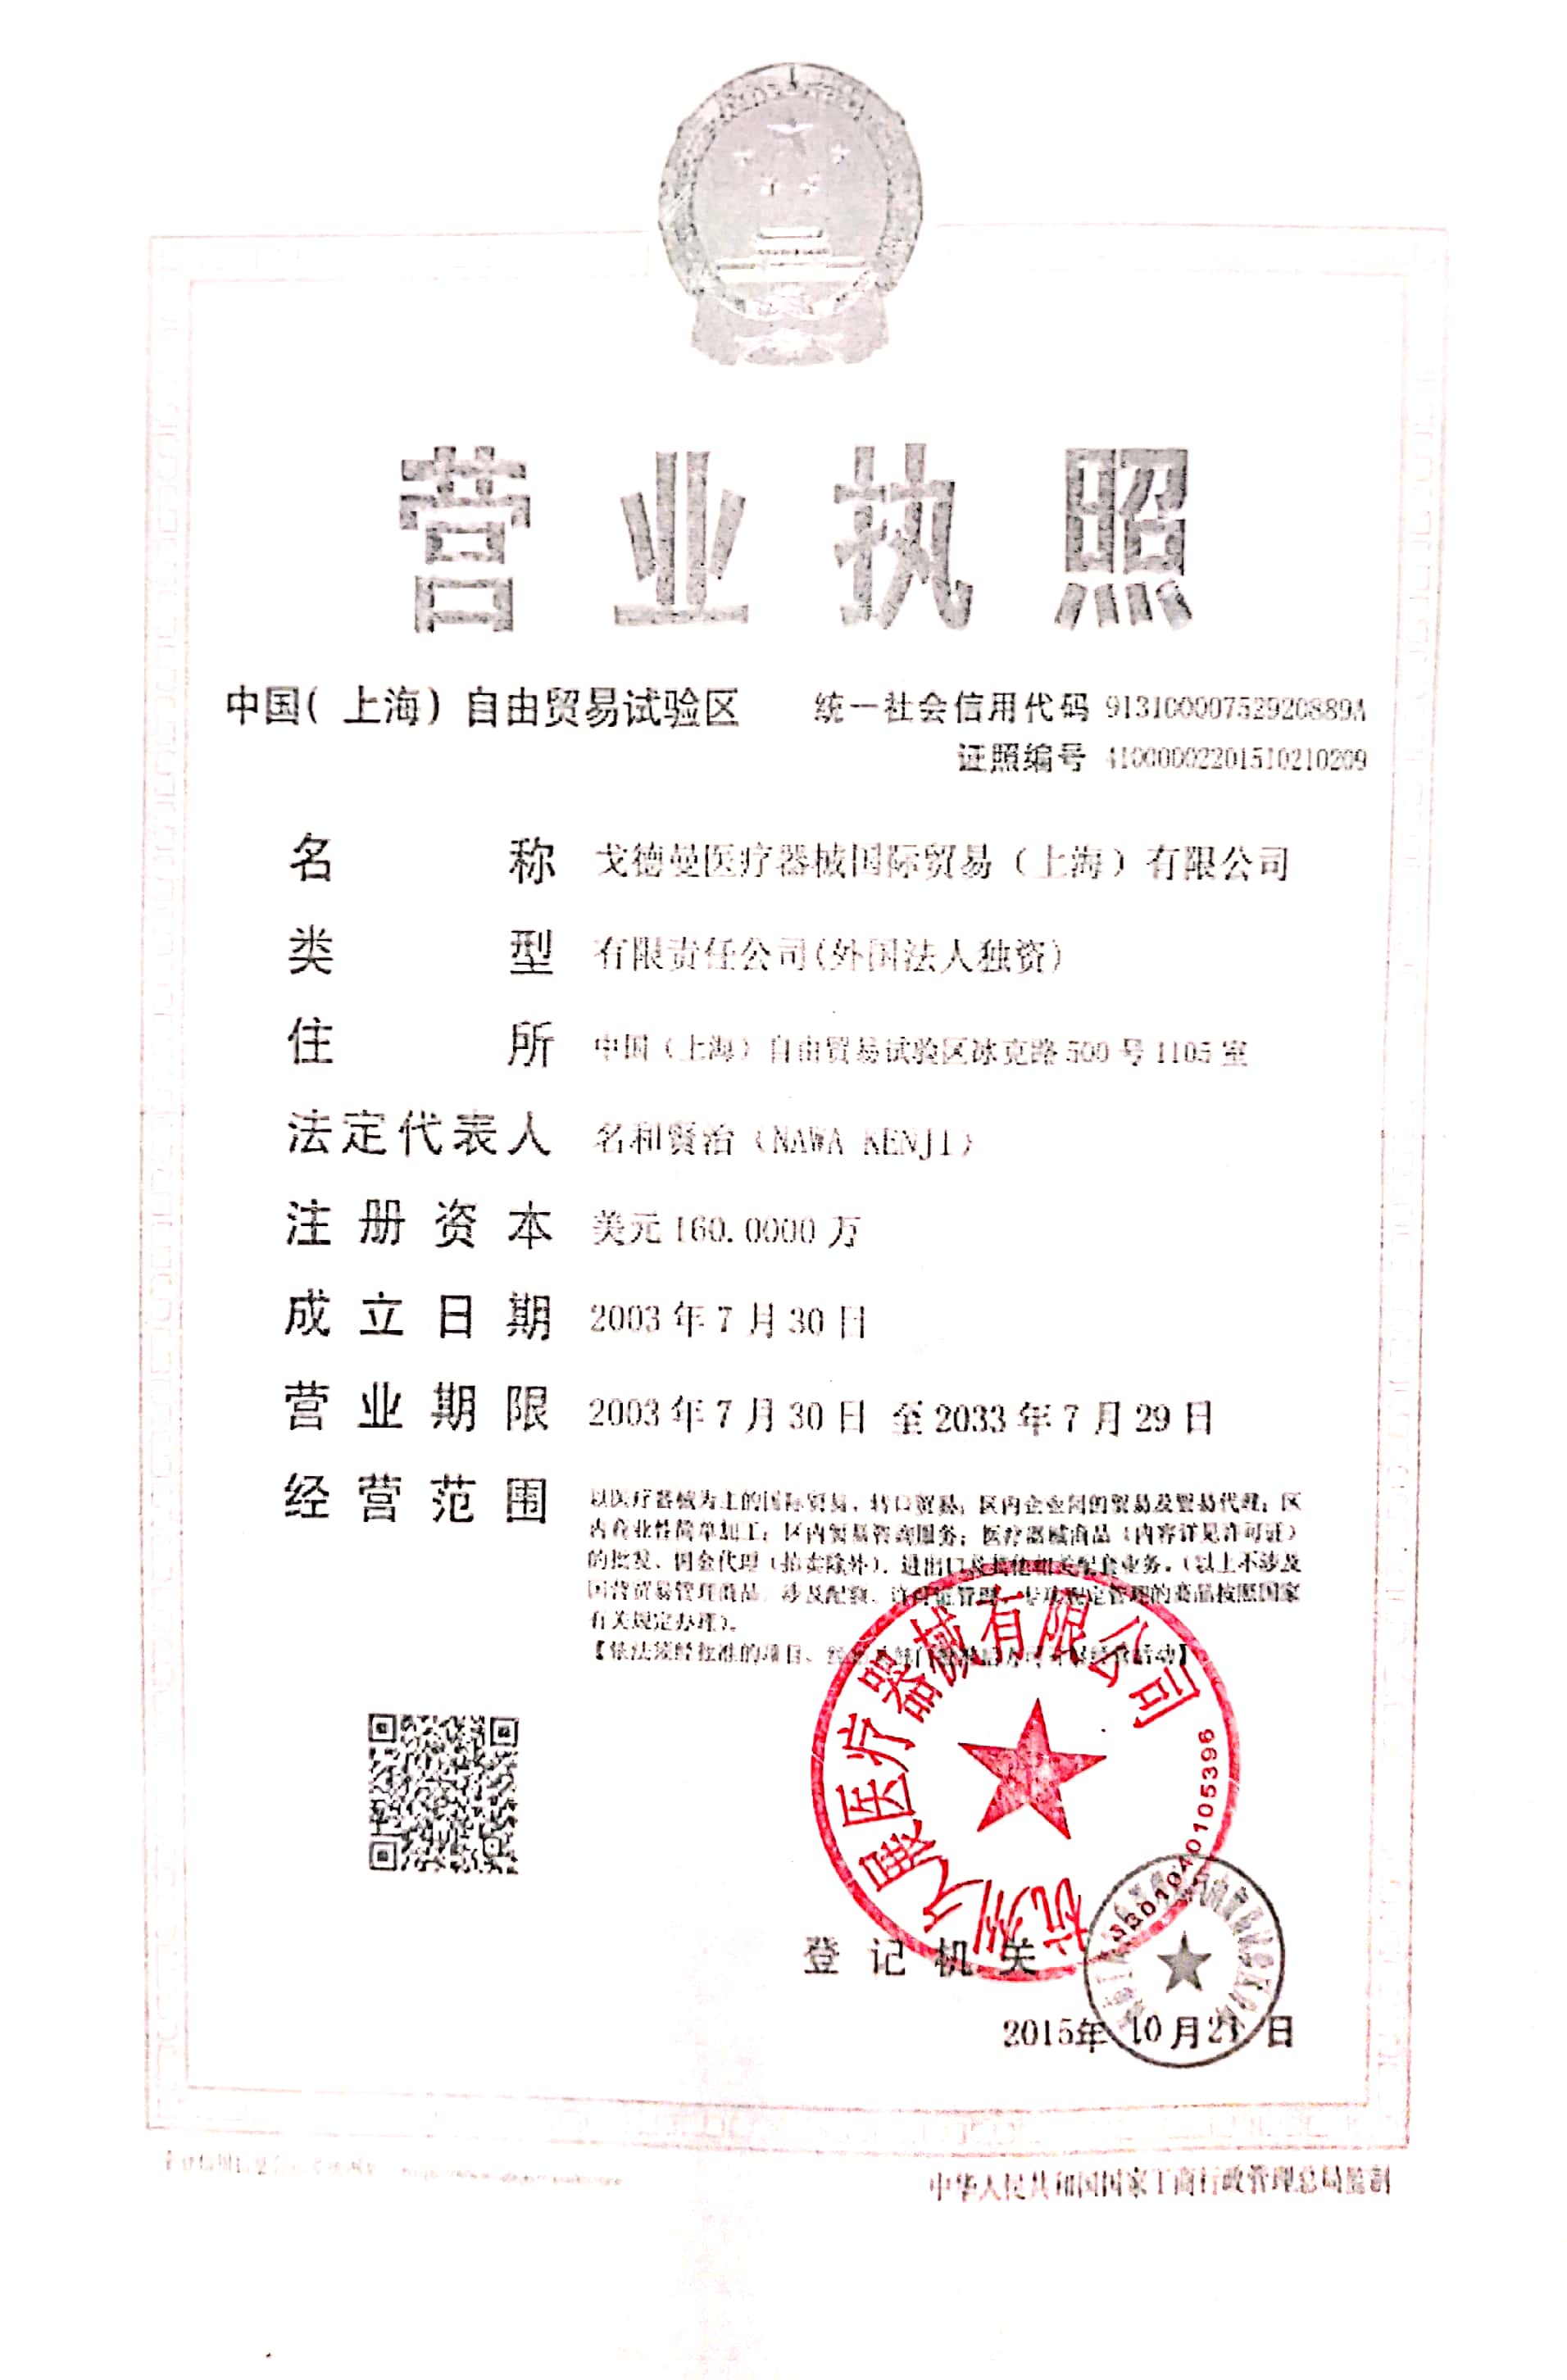 营业执照
中国(上海)自由贸易试验区
统一社会信用代码 91310000752920889A
证照编号 41000002201510210209
名称 戈德曼医疗器械国际贸易（上海）有限公司
类型 有限责任公司(外国法人独资)
住所 中国（上海）自由贸易试验区冰克路500号1105室
法定代表人 名和贤治（NAWA KENJI）
注册资本 美元160.0000万
成立日期 2003年7月30日
营业期限 2003年7月30日 至2033年7月29日
经营范围 以医疗器械为主的国际贸易、转口贸易；区内企业间的贸易及贸易代理；区
内商业性简单加工；区内贸易咨询服务；医疗器械商品（内容详见许可证）
的批发、佣金代理（拍卖除外）、进出口及其他相关配套业务。（以上不涉及
国营贸易管理商品，涉及配额、许可证管理、专项规定管理的商品按照国家
有关规定办理）。
【依法须经批准的项目，经相关部门批准后方可开展经营活动】
医疗器械有限公司
杭州
登记机关
2015年10月21日
中华人民共和国国家工商行政管理总局监制